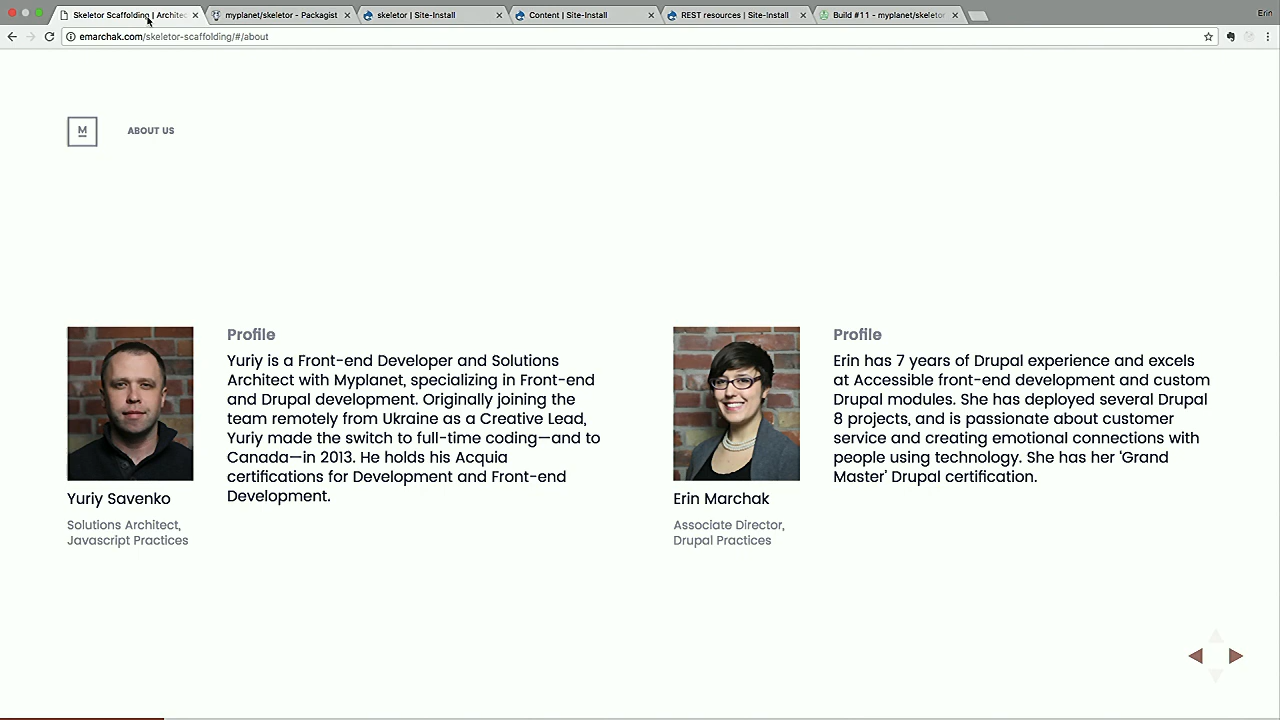 Skeletor Scaffolding | Archite
myplanet/skeletor - Packagist
skeletor | Site-Install
Content | Site-Install
REST resources | Site-Install
Build #11 - myplanet/skeletor
Erin
emarchak.com/skeletor-scaffolding/#/about
M
ABOUT US
Profile
Yuriy is a Front-end Developer and Solutions
Architect with Myplanet, specializing in Front-end
and Drupal development. Originally joining the
team remotely from Ukraine as a Creative Lead,
Yuriy made the switch to full-time coding—and to
Canada—in 2013. He holds his Acquia
certifications for Development and Front-end
Development.
Yuriy Savenko
Solutions Architect,
Javascript Practices
Profile
Erin has 7 years of Drupal experience and excels
at Accessible front-end development and custom
Drupal modules. She has deployed several Drupal
8 projects, and is passionate about customer
service and creating emotional connections with
people using technology. She has her 'Grand
Master' Drupal certification.
Erin Marchak
Associate Director,
Drupal Practices